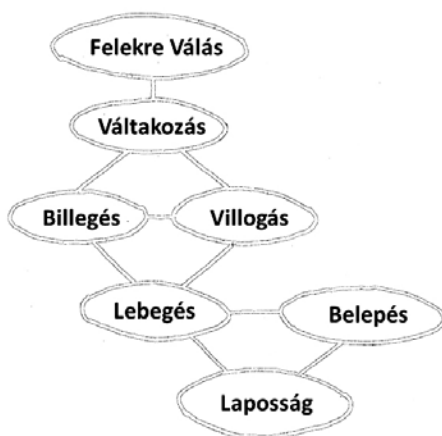 Felekre Válás
Váltakozás
Billegés Villogás
Lebegés
Belepés
Laposság